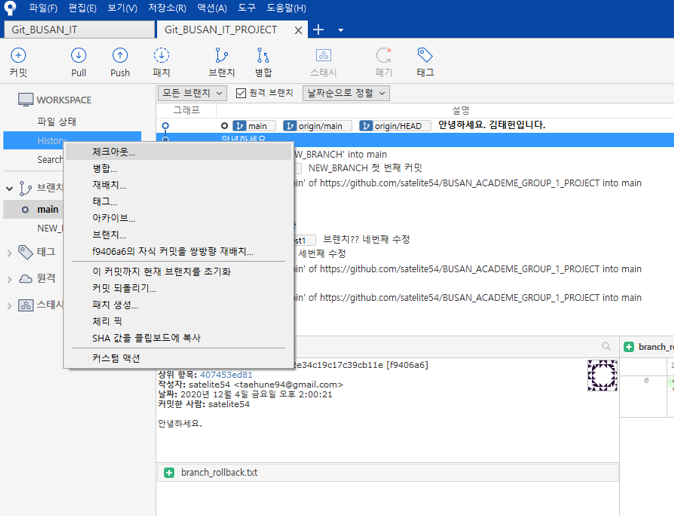 파일(F) 편집(E) 보기(V) 저장소(R) 액션(A) 도구 도움말(H)
Git_BUSAN_IT Git_BUSAN_IT_PROJECT
커밋 Pull Push 패치 브랜치 병합 스태시 폐기 태그
WORKSPACE
파일 상태
History
Search
브랜치
main
NEW_
태그
원격
스태시
모든 브랜치 원격 브랜치 날짜순으로 정렬
그래프 설명
main origin/main origin/HEAD 안녕하세요. 김태헌입니다.
안녕하세요
W_BRANCH' into main
NEW_BRANCH 첫 번째 커밋
in' of https://github.com/satelite54/BUSAN_ACADEME_GROUP_1_PROJECT into main
st1 브랜치?? 네번째 수정
세번째 수정
in' of https://github.com/satelite54/BUSAN_ACADEME_GROUP_1_PROJECT into main
in' of https://github.com/satelite54/BUSAN_ACADEME_GROUP_1_PROJECT into main
체크아웃...
병합...
재배치...
태그...
아카이브...
브랜치...
f9406a6의 자식 커밋을 쌍방향 재배치...
이 커밋까지 현재 브랜치를 초기화
커밋 되돌리기...
패치 생성...
체리 픽
SHA 값을 클립보드에 복사
커스텀 액션
2e34c19c17c39cb11e [f9406a6]
상위 항목: 407453ed81
작성자: satelite54 <taehune94@gmail.com>
날짜: 2020년 12월 4일 금요일 오후 2:00:21
커밋한 사람: satelite54
안녕하세요.
branch_rollback.txt
branch_ro
0